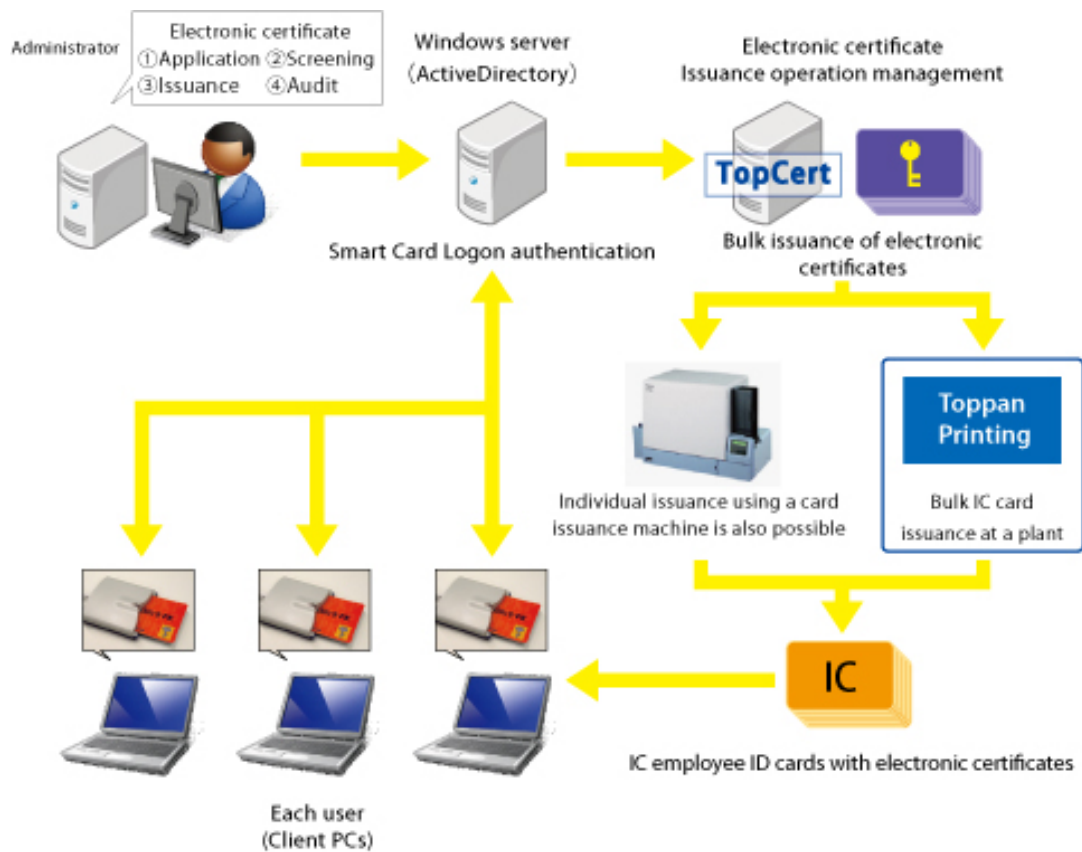 Administrator
Electronic certificate
①Application ②Screening
③Issuance ④Audit
Windows server
(ActiveDirectory)
Electronic certificate
Issuance operation management
TopCert
Smart Card Logon authentication
Bulk issuance of electronic
certificates
Toppan
Printing
Individual issuance using a card
issuance machine is also possible
Bulk IC card
issuance at a plant
IC
IC employee ID cards with electronic certificates
Each user
(Client PCs)